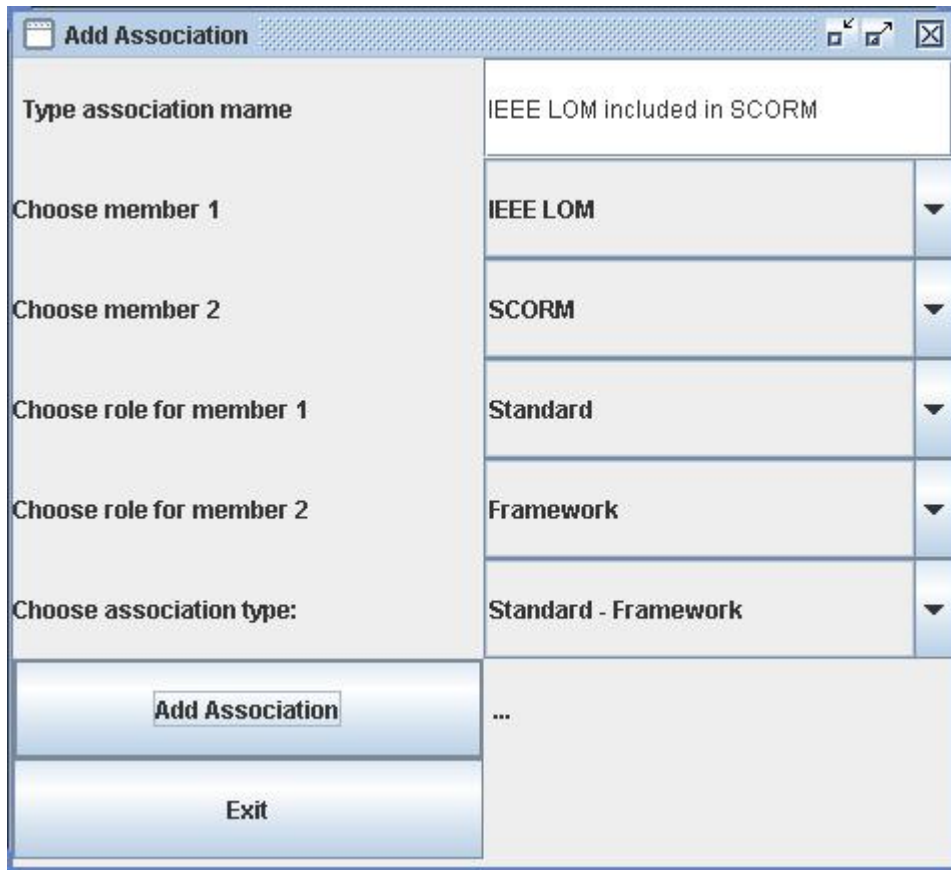 Add Association
Type association mame
IEEE LOM included in SCORM
Choose member 1
IEEE LOM
Choose member 2
SCORM
Choose role for member 1
Standard
Choose role for member 2
Framework
Choose association type:
Standard - Framework
Add Association
...
Exit